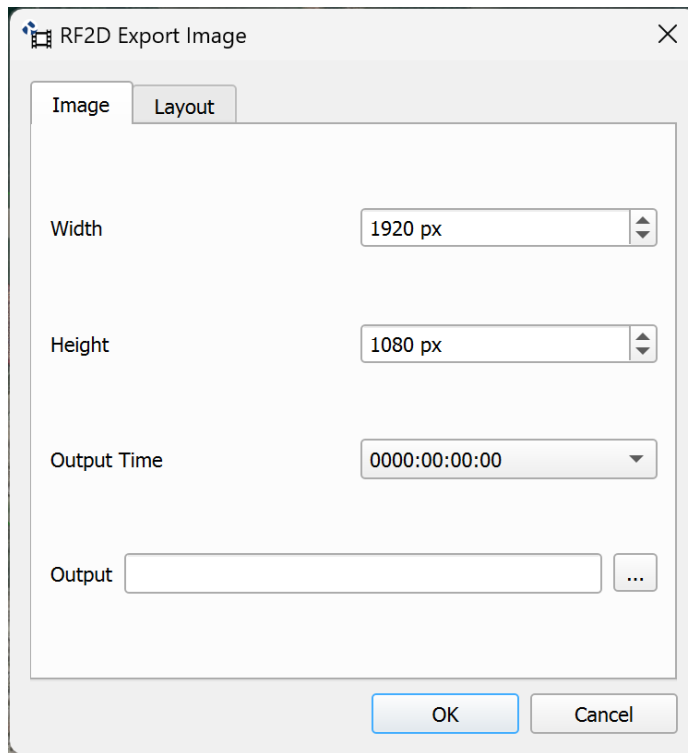 RF2D Export Image
Image Layout
Width 1920 px
Height 1080 px
Output Time 0000:00:00:00
Output ...
OK Cancel